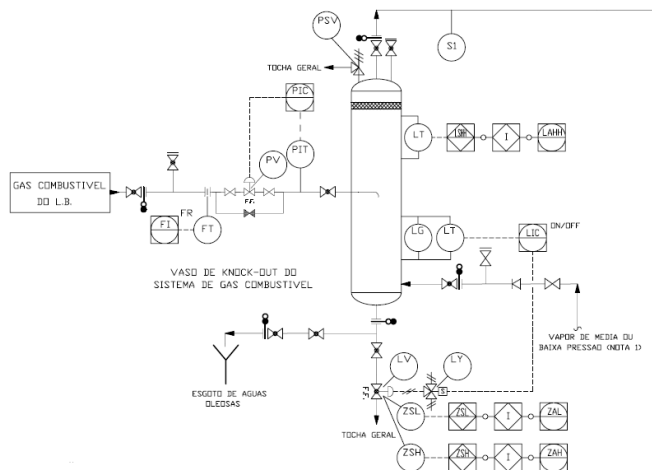 PSV
S1
TOCHA GERAL
PIC
LT
LSHH
I
LAHH
PIT
GAS COMBUSTIVEL
DO L.B.
PV
F.F.
FR
FI
FT
LG
LT
LIC
ON/OFF
VASO DE KNOCK-OUT DO
SISTEMA DE GAS COMBUSTIVEL
VAPOR DE MEDIA OU
BAIXA PRESSAO (NOTA 1)
LV
LY
F.F.
S
ESGOTO DE AGUAS
OLEOSAS
ZSL
ZSL
I
ZAL
TOCHA GERAL
ZSH
ZSH
I
ZAH